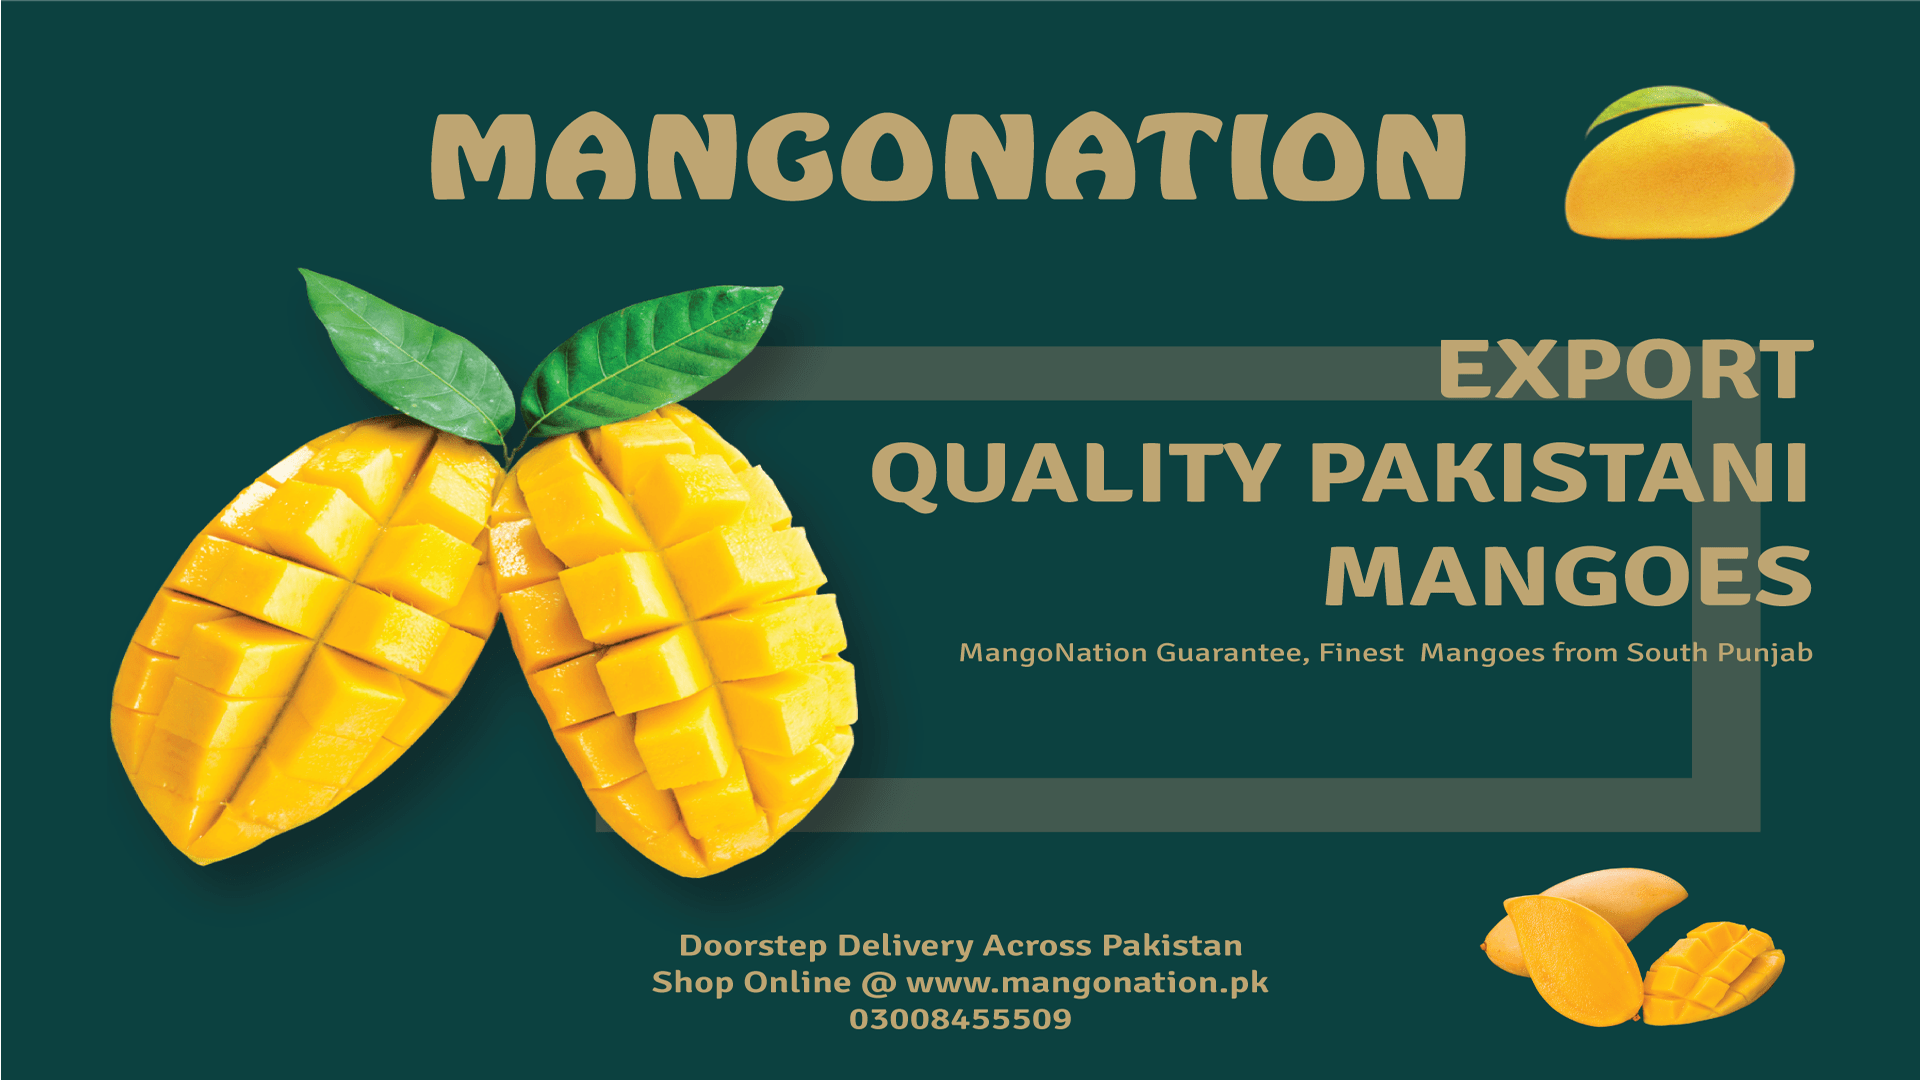 MANGONATION
EXPORT
QUALITY PAKISTANI
MANGOES
MangoNation Guarantee, Finest  Mangoes from South Punjab
Doorstep Delivery Across Pakistan
Shop Online @ www.mangonation.pk
03008455509